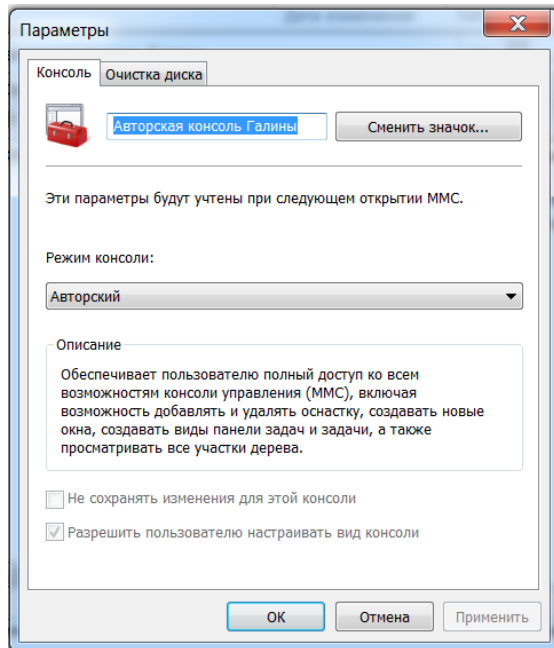 Дата изменения
Параметры
Консоль Очистка диска
Авторская консоль Галины Сменить значок...
Эти параметры будут учтены при следующем открытии MMC.
Режим консоли:
Авторский
Описание
Обеспечивает пользователю полный доступ ко всем
возможностям консоли управления (MMC), включая
возможность добавлять и удалять оснастку, создавать новые
окна, создавать виды панели задач и задачи, а также
просматривать все участки дерева.
Не сохранять изменения для этой консоли
Разрешить пользователю настраивать вид консоли
ОК Отмена Применить